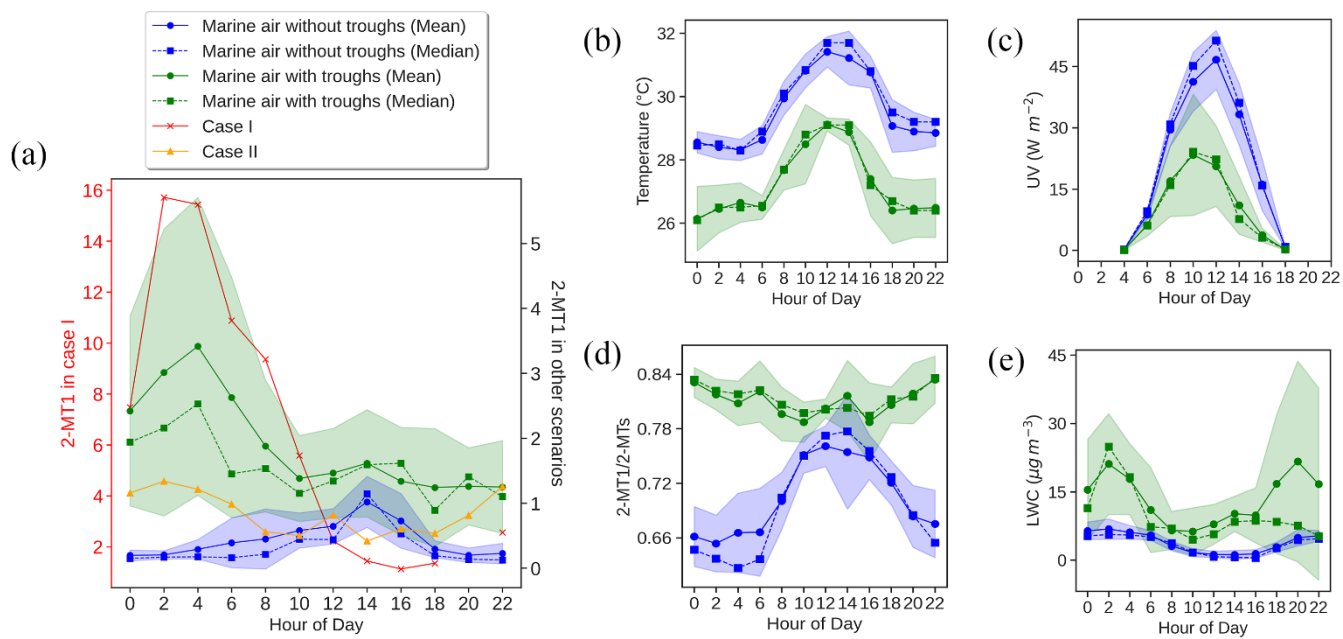 Marine air without troughs (Mean)
Marine air without troughs (Median)
Marine air with troughs (Mean)
Marine air with troughs (Median)
Case I
Case II
(a)
16
14
12
10
8
6
4
2
2-MT1 in case I
5
4
3
2
1
0
2-MT1 in other scenarios
0 2 4 6 8 10 12 14 16 18 20 22
Hour of Day
(b)
32
30
28
26
Temperature (°C)
0 2 4 6 8 10 12 14 16 18 20 22
Hour of Day
(c)
45
30
15
0
UV (W m⁻²)
0 2 4 6 8 10 12 14 16 18 20 22
Hour of Day
(d)
0.84
0.78
0.72
0.66
2-MT1/2-MTs
0 2 4 6 8 10 12 14 16 18 20 22
Hour of Day
(e)
45
30
15
0
LWC (μg m⁻³)
0 2 4 6 8 10 12 14 16 18 20 22
Hour of Day